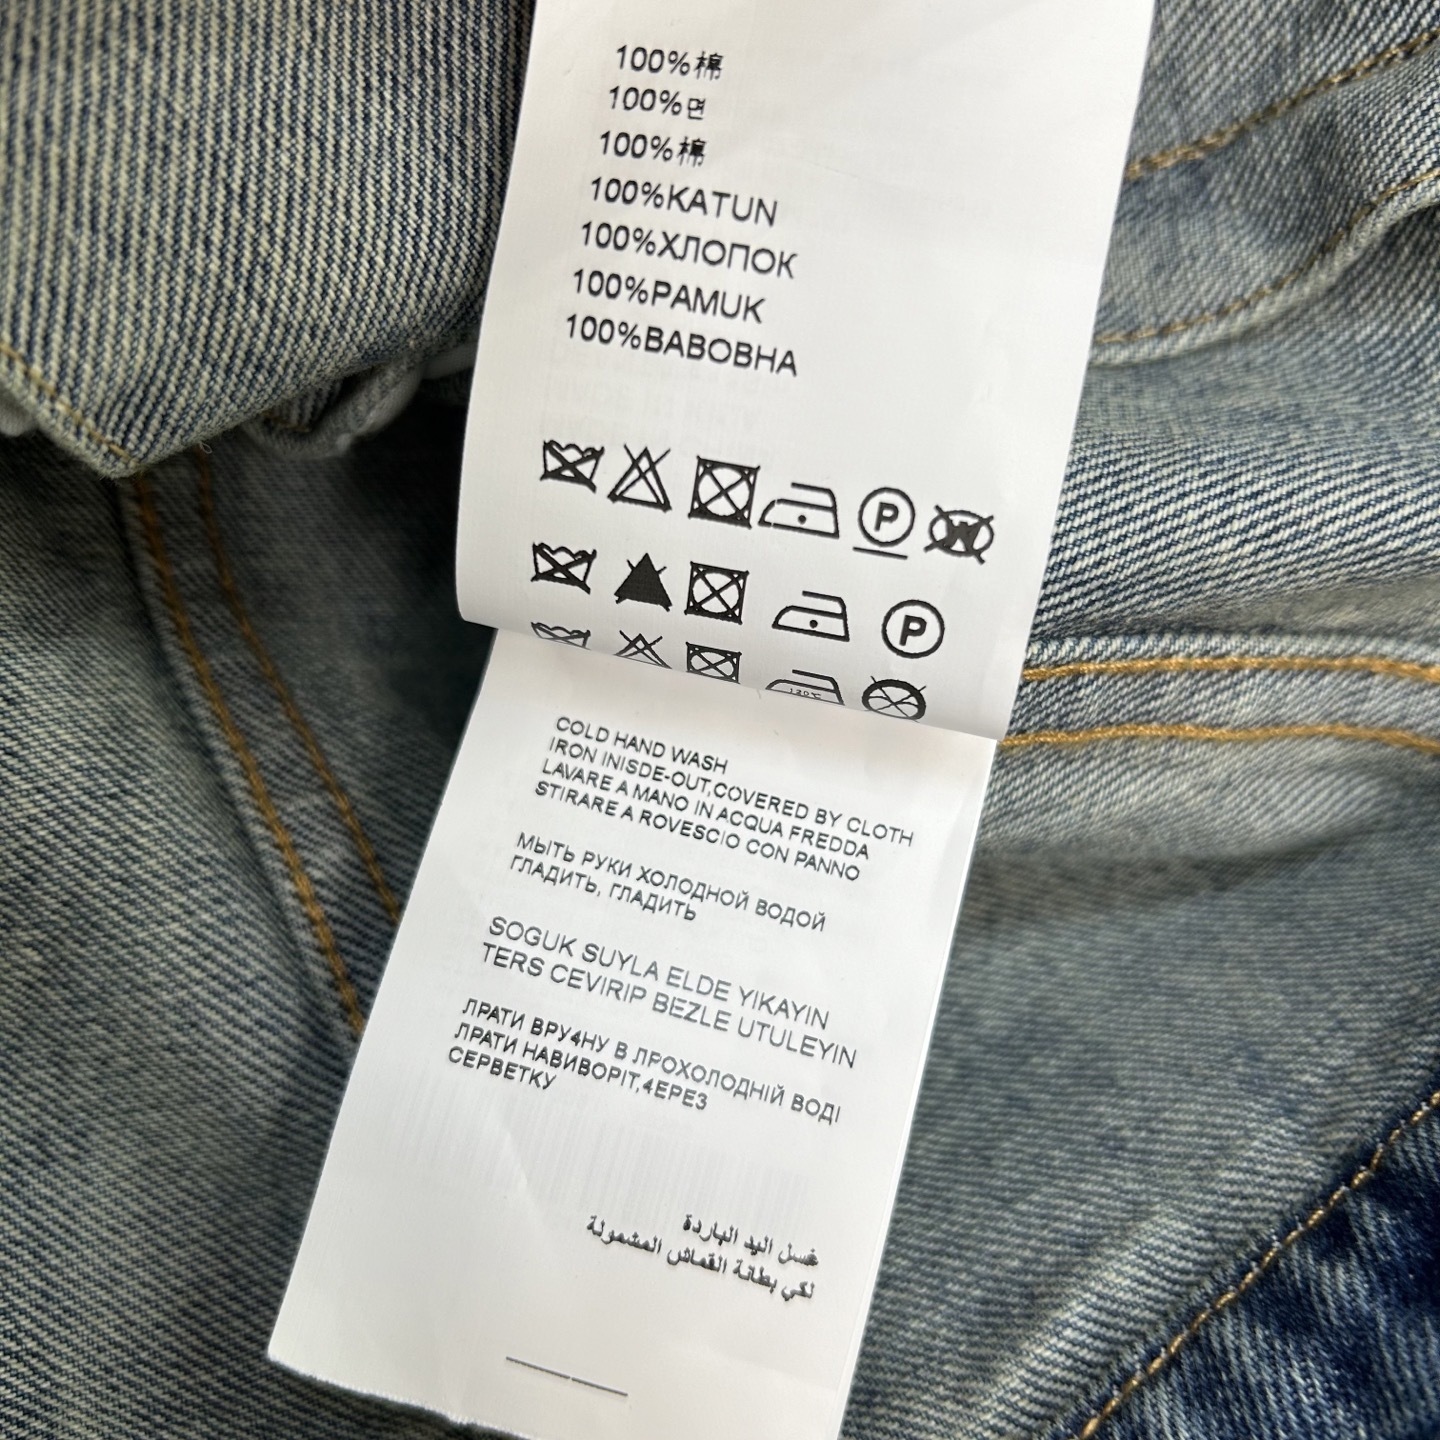 100%棉
100%면
100%棉
100%KATUN
100%ХЛОПОК
100%PAMUK
100%BABOBHA
P
W
P
120℃
COLD HAND WASH
IRON INISDE-OUT,COVERED BY CLOTH
LAVARE A MANO IN ACQUA FREDDA
STIRARE A ROVESCIO CON PANNO
МЫТЬ РУКИ ХОЛОДНОЙ ВОДОЙ
ГЛАДИТЬ, ГЛАДИТЬ
SOGUK SUYLA ELDE YIKAYIN
TERS CEVIRIP BEZLE UTULEYIN
ЛРАТИ ВРУ4НУ В ЛРОХОЛОДНІЙ ВОДІ
ЛРАТИ НАВИВОРІТ,4ЕРЕЗ
СЕРВЕТКУ
غسل اليد الباردة
لكي بطانة القماش المشمولة